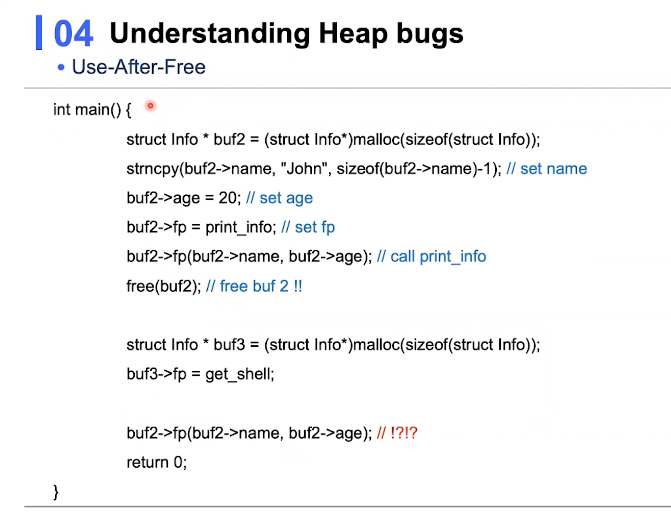 04 Understanding Heap bugs
• Use-After-Free
int main() {
struct Info * buf2 = (struct Info*)malloc(sizeof(struct Info));
strncpy(buf2->name, "John", sizeof(buf2->name)-1); // set name
buf2->age = 20; // set age
buf2->fp = print_info; // set fp
buf2->fp(buf2->name, buf2->age); // call print_info
free(buf2); // free buf 2 !!
struct Info * buf3 = (struct Info*)malloc(sizeof(struct Info));
buf3->fp = get_shell;
buf2->fp(buf2->name, buf2->age); // !?!?
return 0;
}